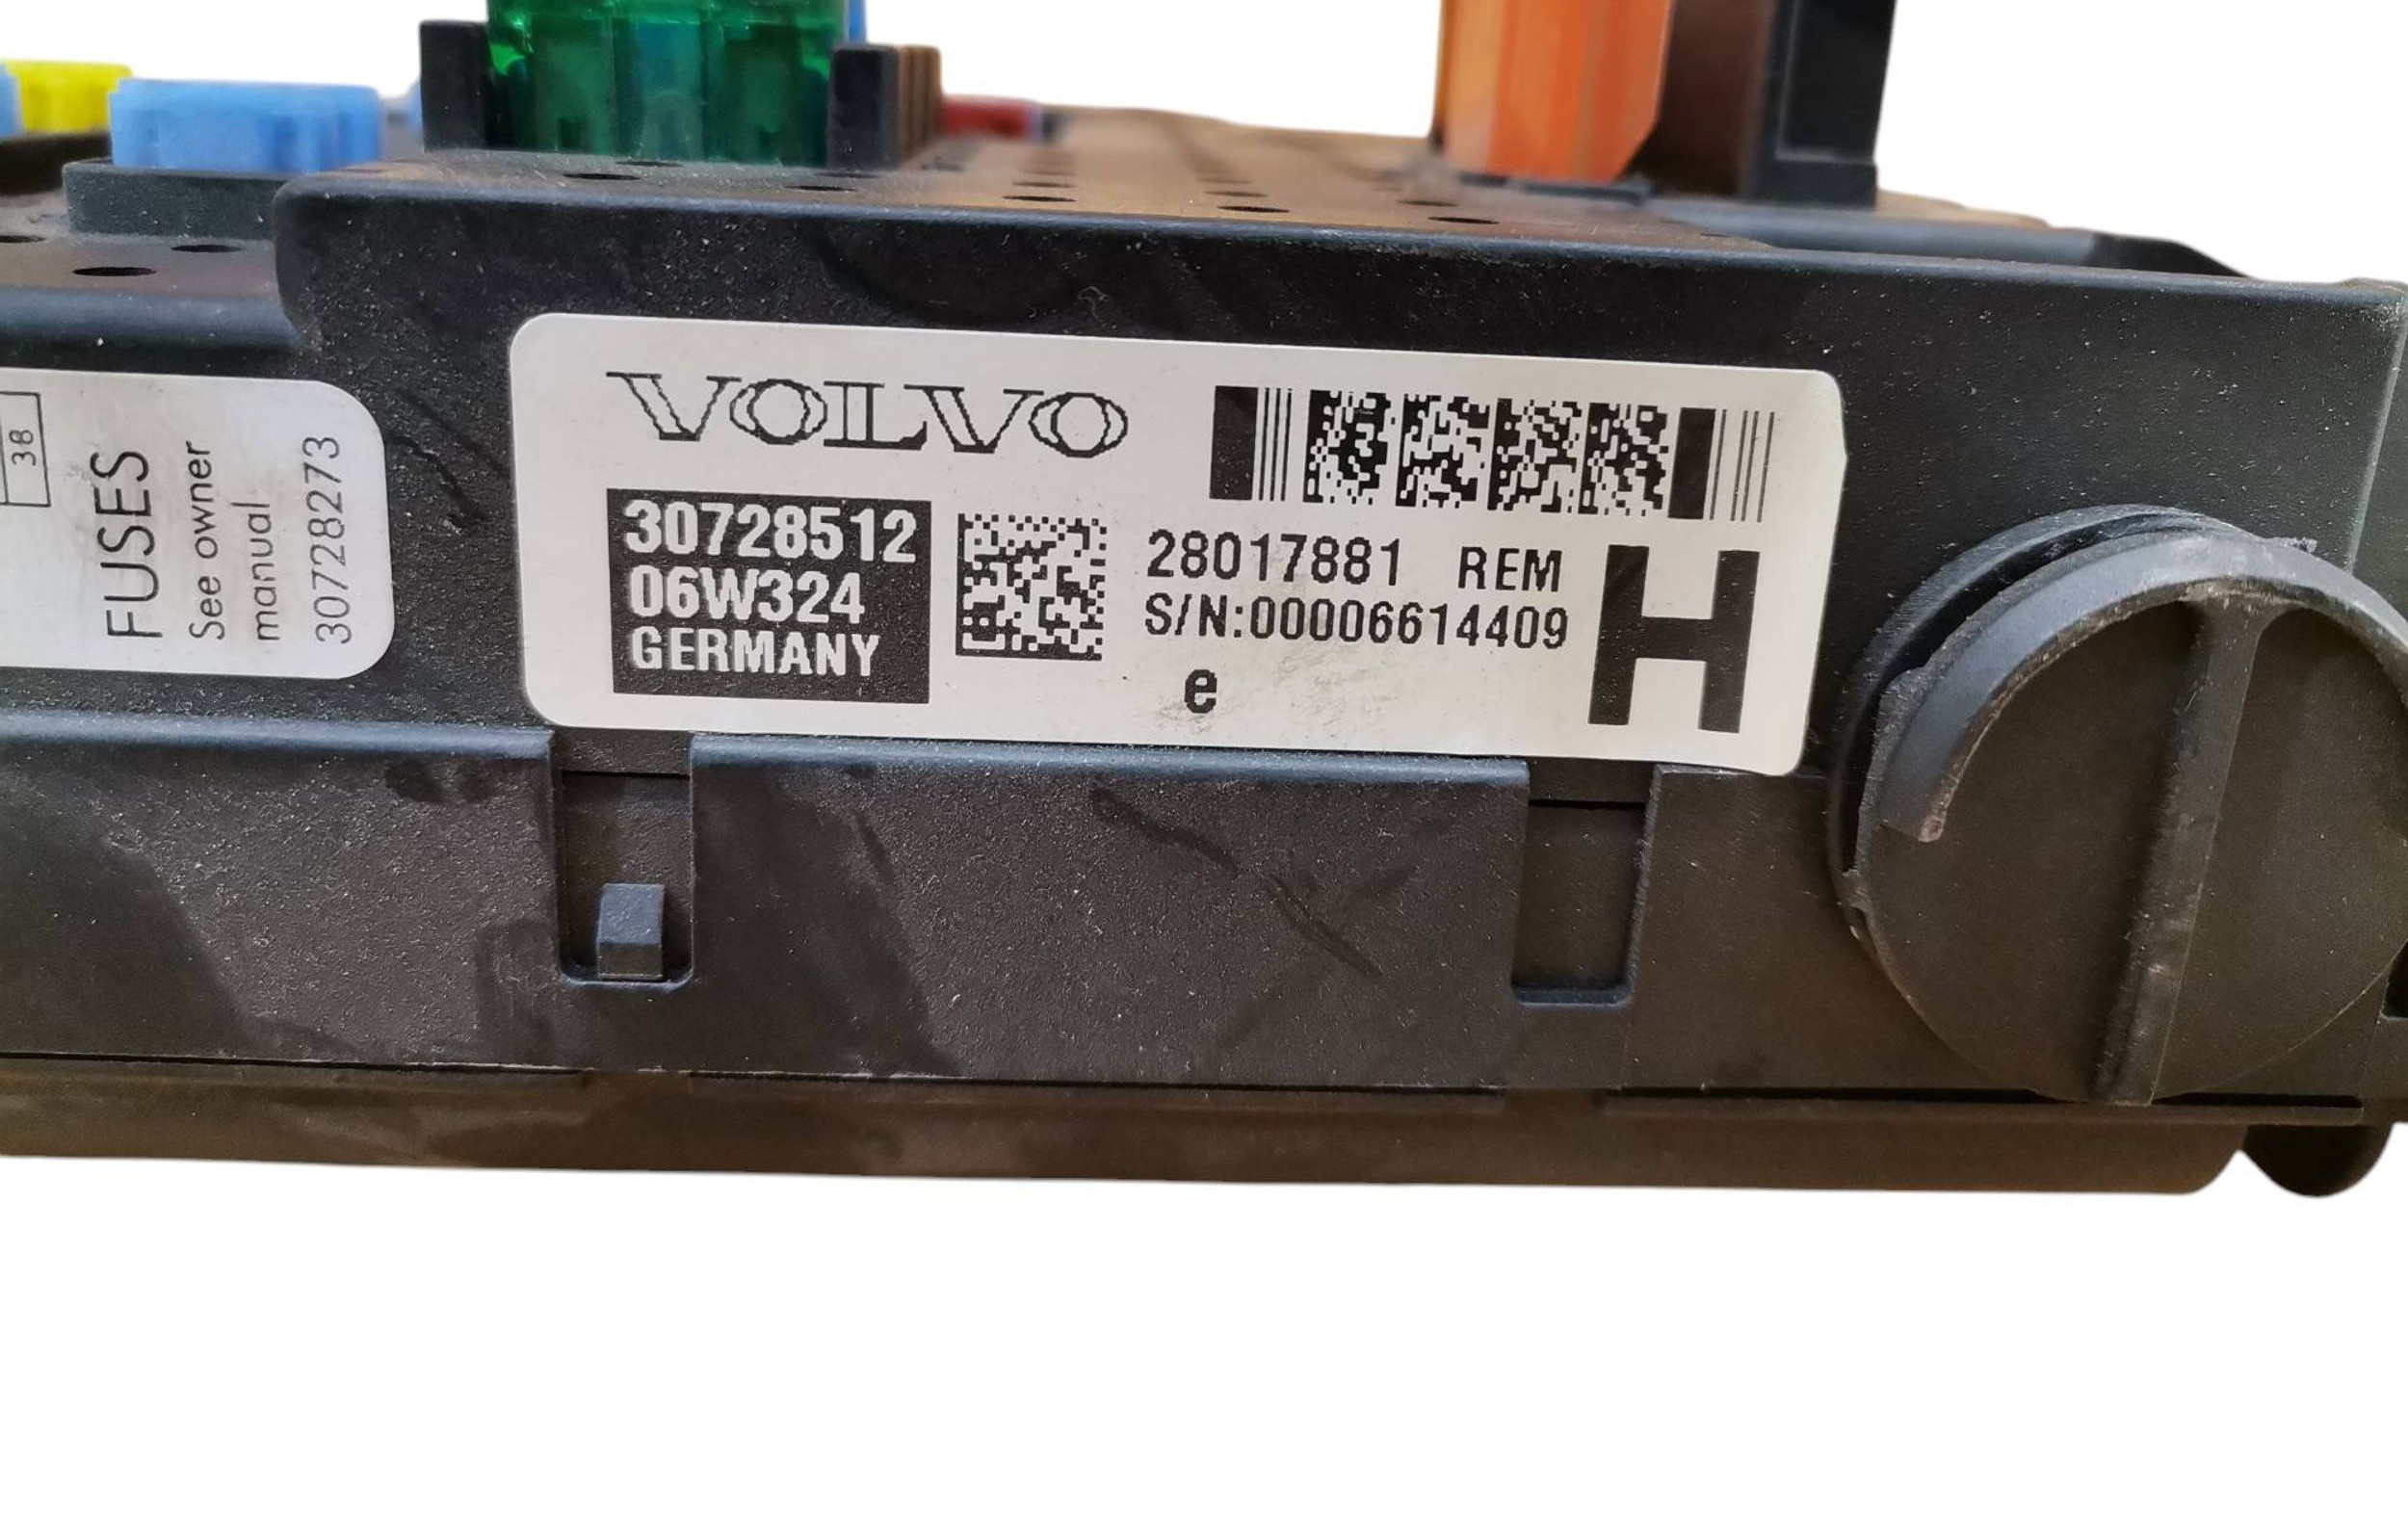 38
FUSES
See owner
manual
30728273
VOLVO
30728512
06W324
GERMANY
28017881 REM
S/N:00006614409
e
H